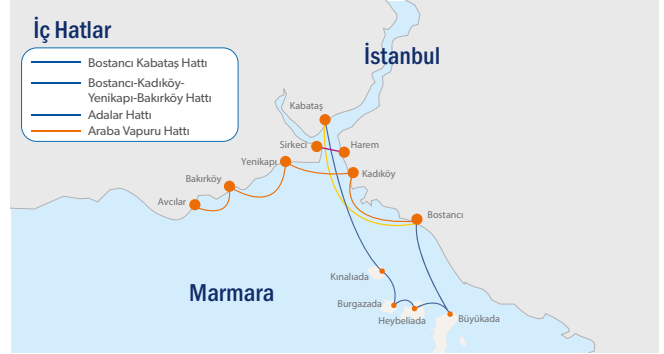 İç Hatlar
Bostancı Kabataş Hattı
Bostancı-Kadıköy-
Yenikapı-Bakırköy Hattı
Adalar Hattı
Araba Vapuru Hattı
İstanbul
Kabataş
Sirkeci
Harem
Yenikapı
Kadıköy
Bakırköy
Avcılar
Bostancı
Marmara
Kınalıada
Burgazada
Heybeliada
Büyükada